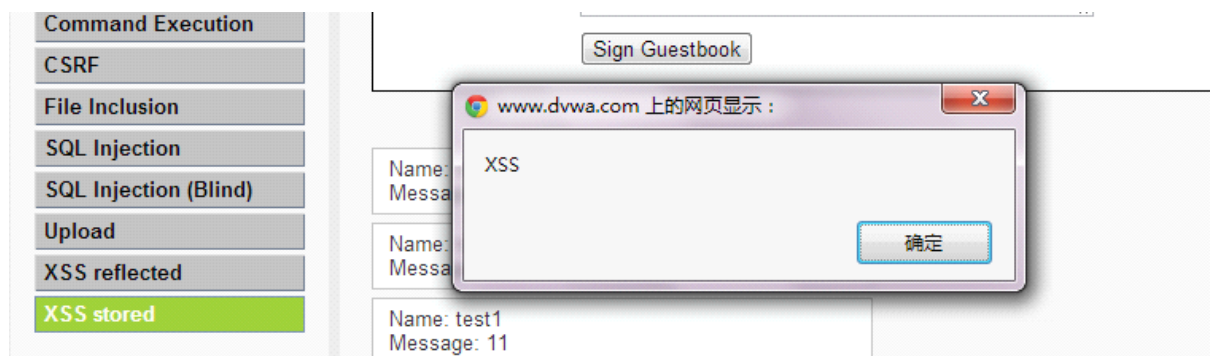 Command Execution
CSRF
File Inclusion
SQL Injection
SQL Injection (Blind)
Upload
XSS reflected
XSS stored
Sign Guestbook
www.dvwa.com 上的网页显示：
XSS
确定
Name:
Messa
Name:
Messa
Name: test1
Message: 11